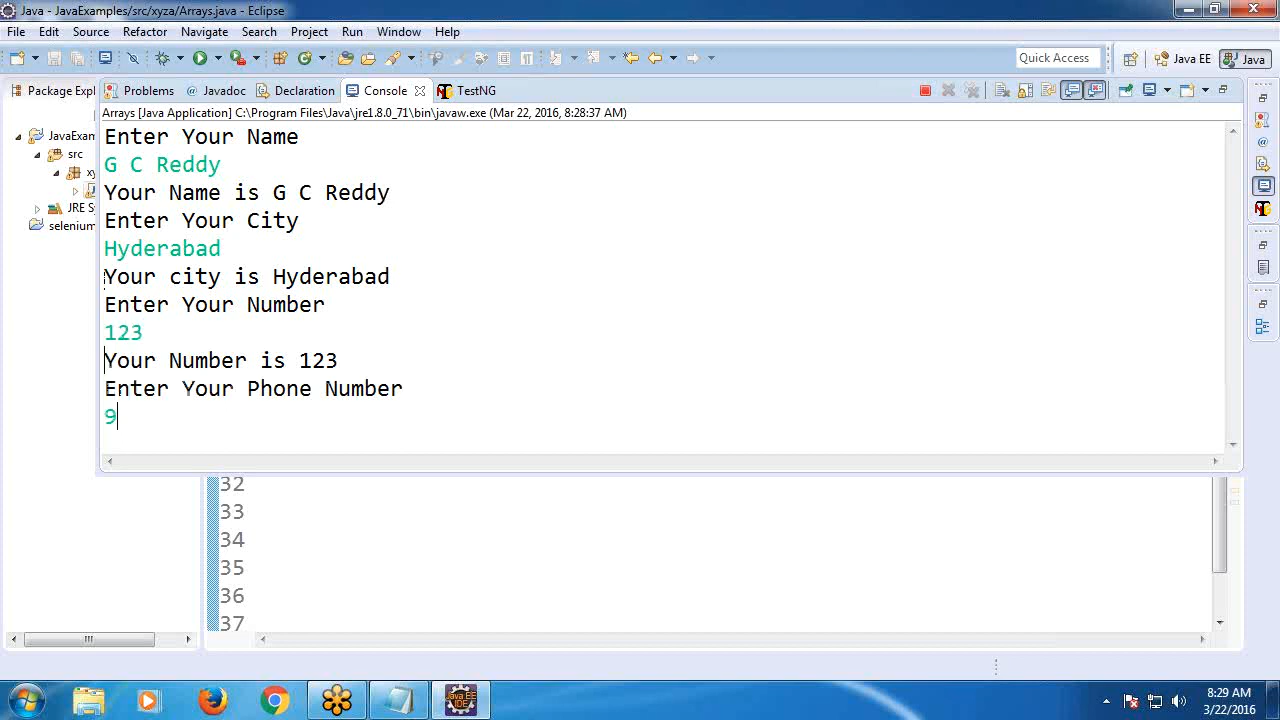 Java - JavaExamples/src/xyza/Arrays.java - Eclipse
File Edit Source Refactor Navigate Search Project Run Window Help
Quick Access Java EE Java
Package Expl Problems @ Javadoc Declaration Console TestNG
Arrays [Java Application] C:\Program Files\Java\jre1.8.0_71\bin\javaw.exe (Mar 22, 2016, 8:28:37 AM)
JavaExam
src
xy
JRE Sy
selenium
Enter Your Name
G C Reddy
Your Name is G C Reddy
Enter Your City
Hyderabad
Your city is Hyderabad
Enter Your Number
123
Your Number is 123
Enter Your Phone Number
9
32
33
34
35
36
37
Java EE
IDE
8:29 AM
3/22/2016